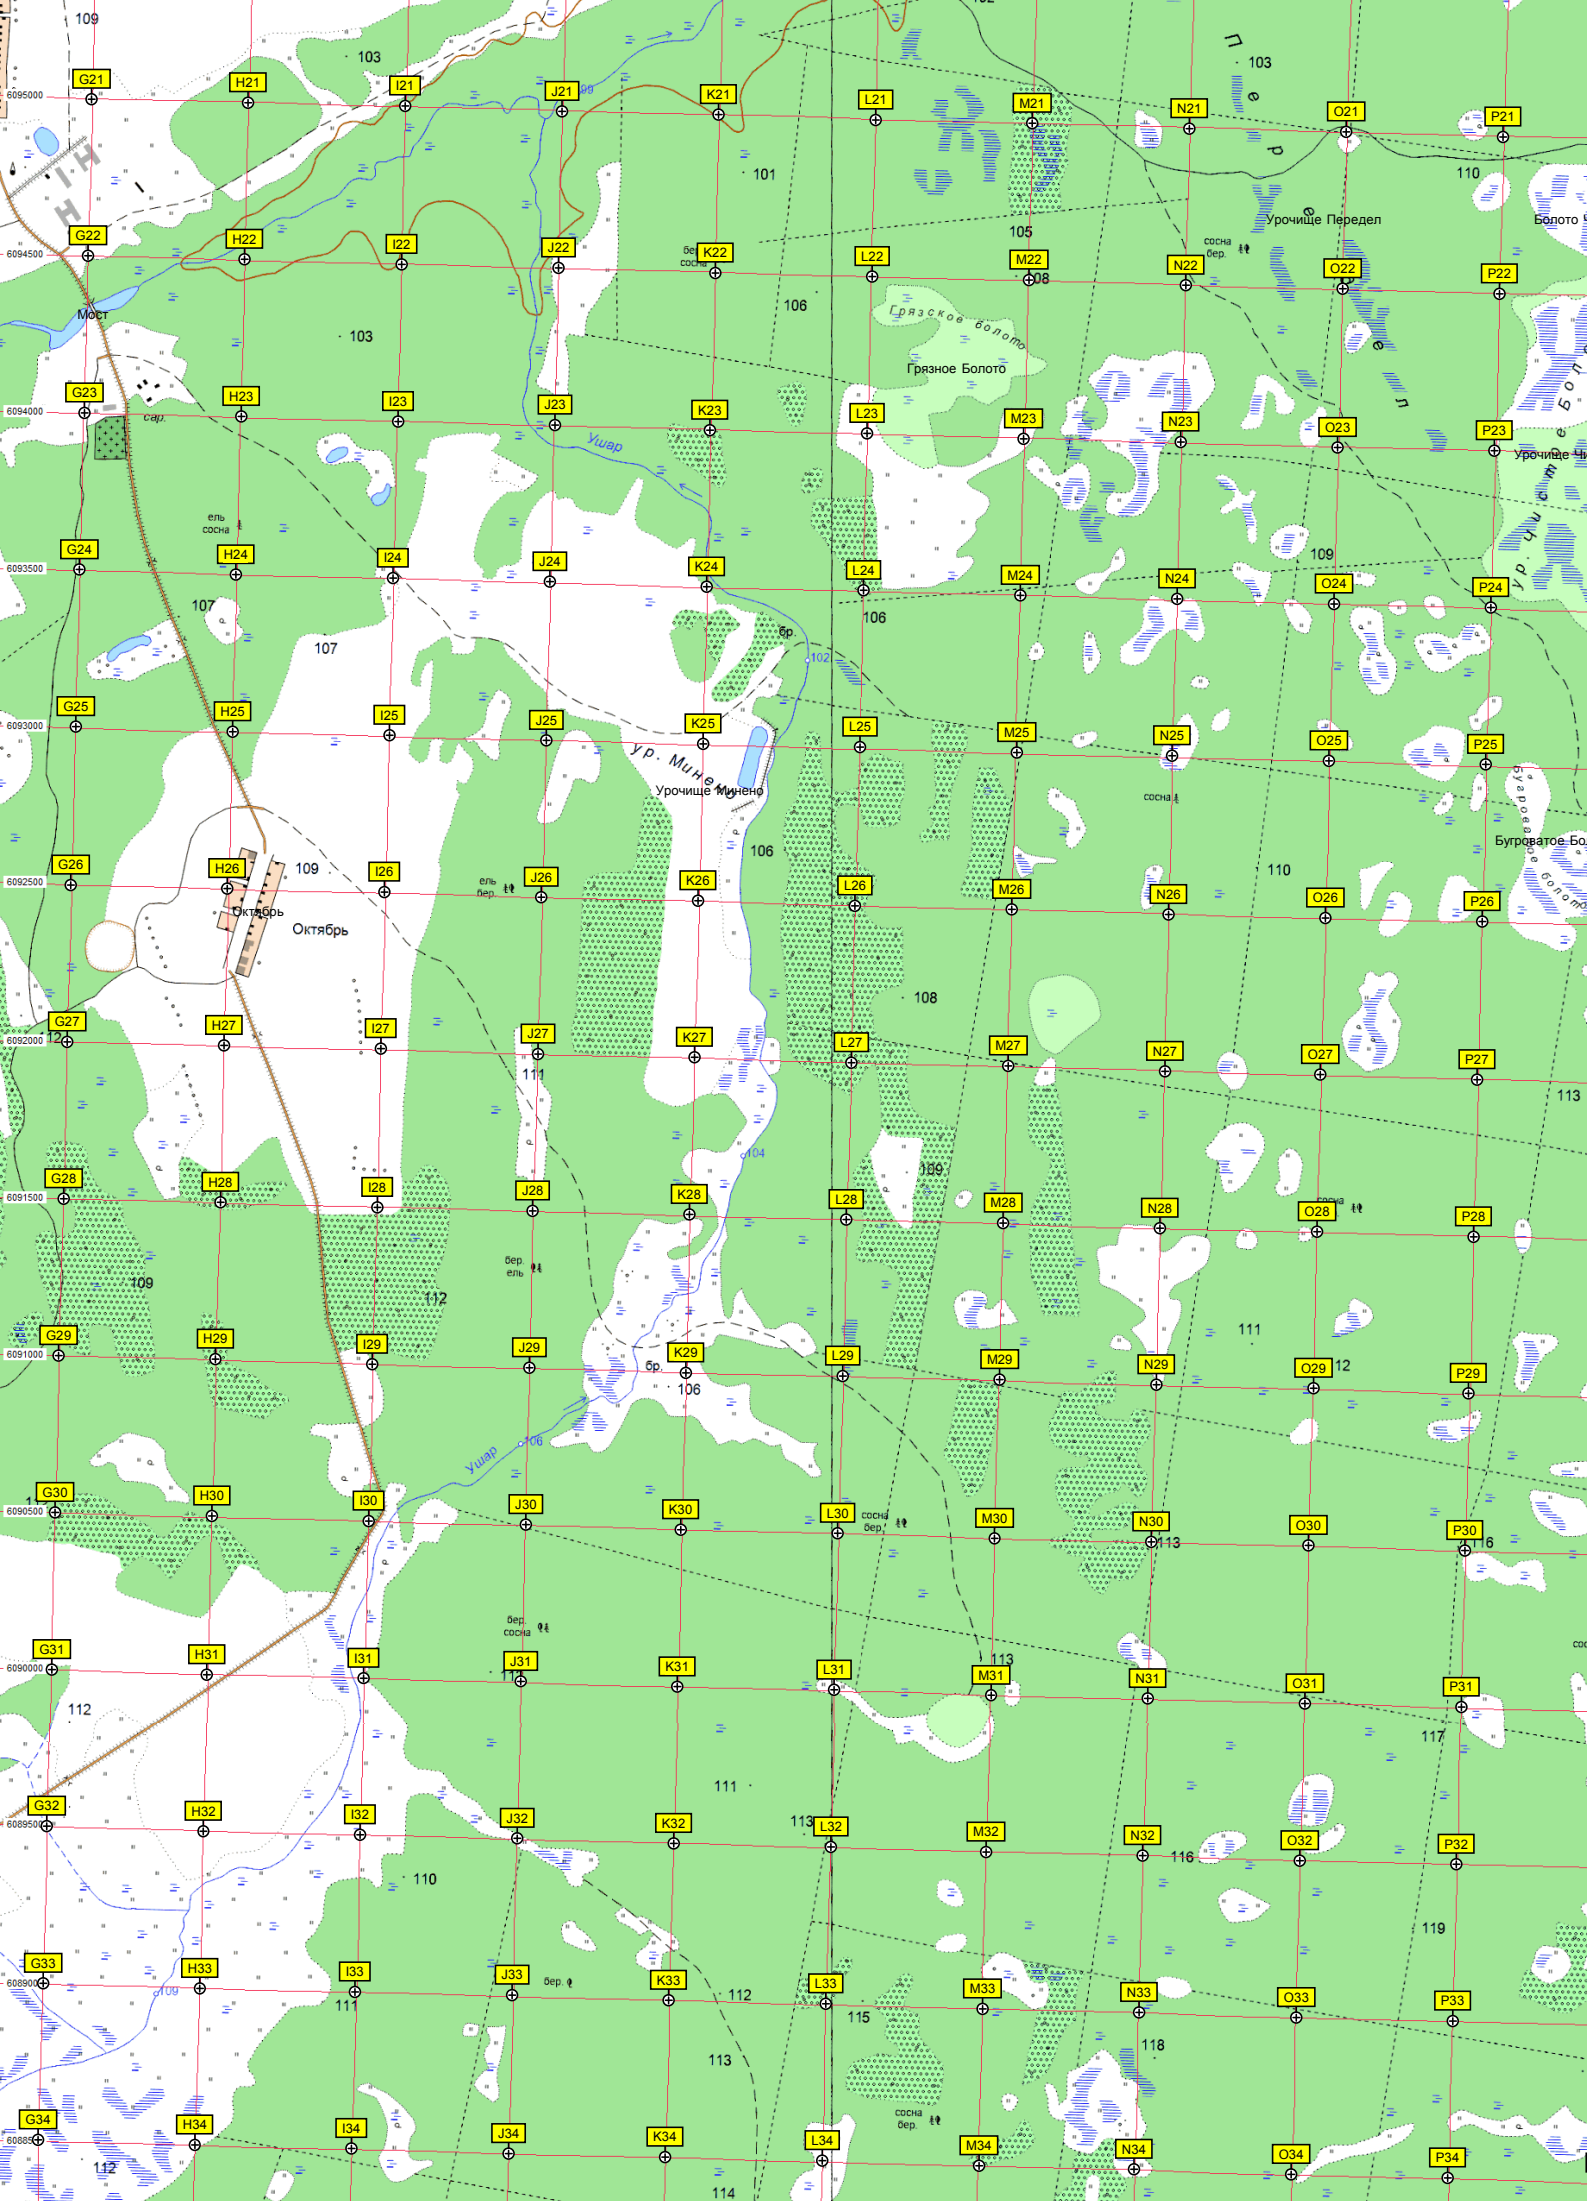 109
103
103
6095000
G21
H21
I21
J21
99
K21
L21
M21
N21
O21
P21
П е р е д е л
101
110
105
Урочище Передел
Болото Ч
6094500
G22
H22
I22
J22
K22
L22
M22
N22
O22
P22
сосна
бер.
сосна
108
106
Мост
103
Грязское болото
Грязное Болото
6094000
G23
H23
I23
J23
K23
L23
M23
N23
O23
P23
сар.
Ушар
Урочище Чи
ур. Чистое Бол
ель
сосна
109
6093500
G24
H24
I24
J24
K24
L24
M24
N24
O24
P24
107
107
106
бр.
102
6093000
G25
H25
I25
J25
K25
L25
M25
N25
O25
P25
ур. Минено
Урочище Минено
сосна
Бугроватое болото
Бугроватое Бо
106
109
110
6092500
G26
H26
I26
J26
K26
L26
M26
N26
O26
P26
ель
бер.
Октябрь
Октябрь
108
6092000
G27
H27
I27
J27
K27
L27
M27
N27
O27
P27
111
113
104
109
6091500
G28
H28
I28
J28
K28
L28
M28
N28
O28
P28
сосна
бер.
ель
109
112
111
6091000
G29
H29
I29
J29
K29
L29
M29
N29
O29
P29
бр.
106
106
Ушар
6090500
G30
H30
I30
J30
K30
L30
M30
N30
O30
P30
сосна
бер.
113
116
бер.
сосна
6090000
G31
H31
I31
J31
K31
L31
M31
N31
O31
P31
113
112
117
111
113
G32
H32
I32
J32
K32
L32
M32
N32
O32
P32
116
110
119
G33
H33
I33
J33
K33
L33
M33
N33
O33
P33
бер.
109
111
112
115
118
113
сосна
бер.
G34
H34
I34
J34
K34
L34
M34
N34
O34
P34
112
114